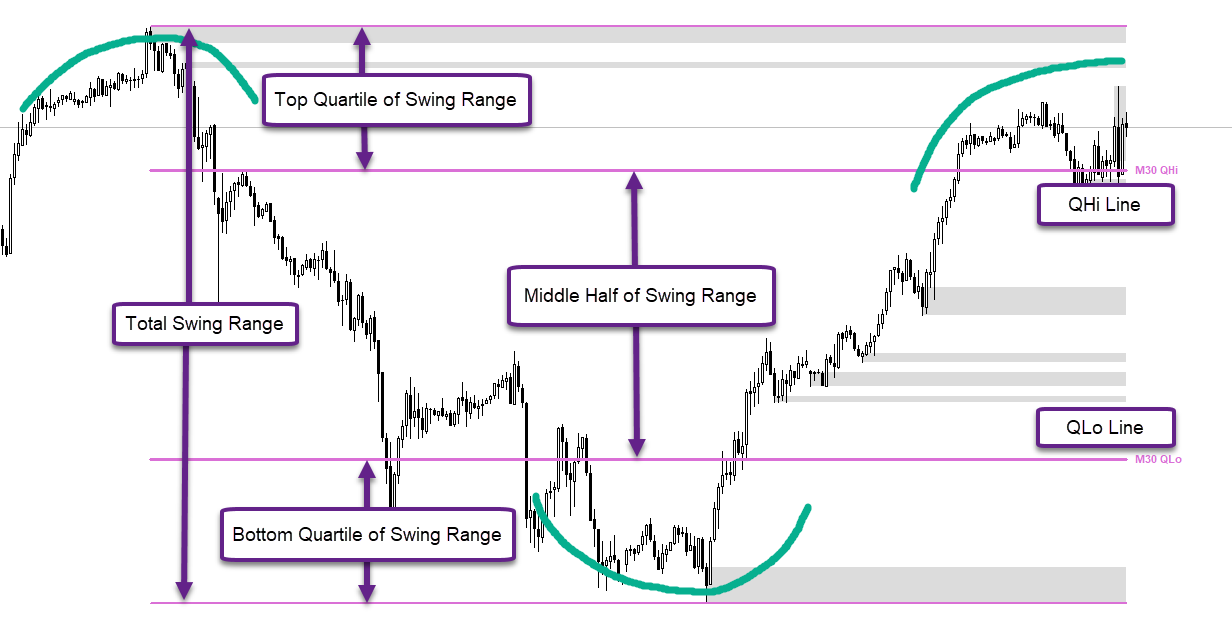 Top Quartile of Swing Range
M30 QHi
QHi Line
Middle Half of Swing Range
Total Swing Range
QLo Line
M30 QLo
Bottom Quartile of Swing Range